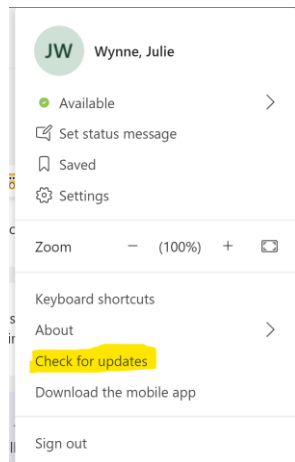 JW Wynne, Julie
Available
Set status message
Saved
Settings
Zoom − (100%) +
Keyboard shortcuts
About
Check for updates
Download the mobile app
Sign out